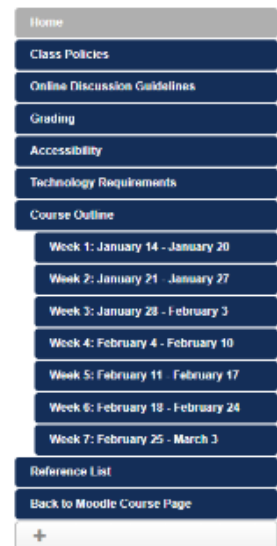 Home
Class Policies
Online Discussion Guidelines
Grading
Accessibility
Technology Requirements
Course Outline
Week 1: January 14 - January 20
Week 2: January 21 - January 27
Week 3: January 28 - February 3
Week 4: February 4 - February 10
Week 5: February 11 - February 17
Week 6: February 18 - February 24
Week 7: February 25 - March 3
Reference List
Back to Moodle Course Page
+